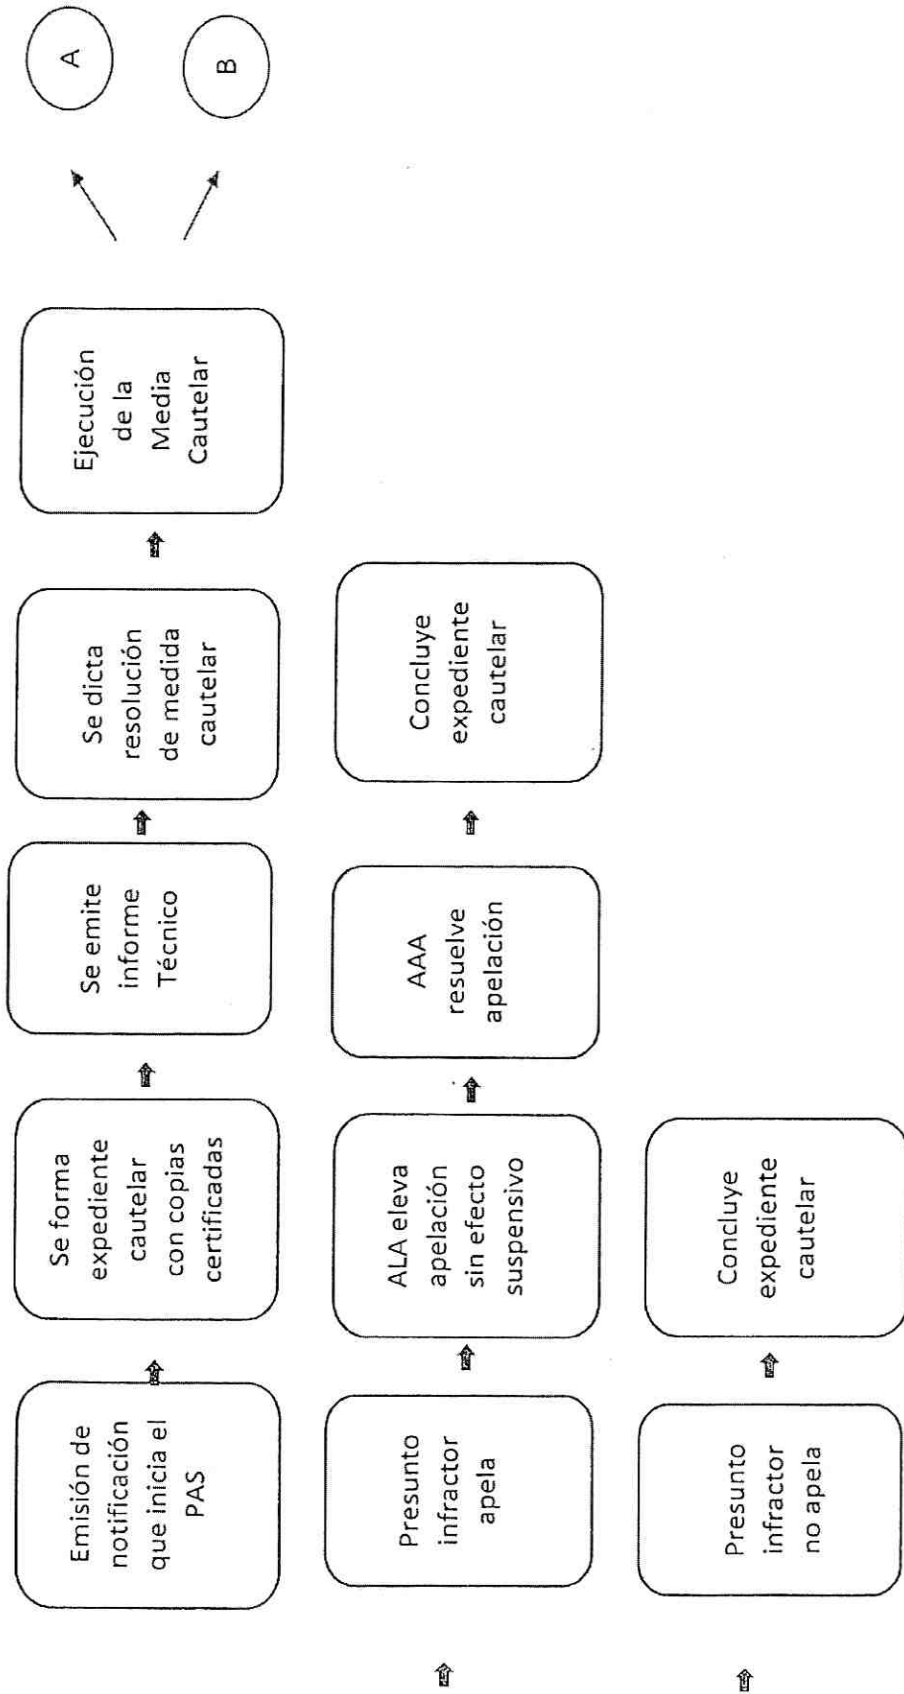 Emisión de
notificación
que inicia el
PAS
Se forma
expediente
cautelar
con copias
certificadas
Se emite
informe
Técnico
Se dicta
resolución
de medida
cautelar
Ejecución
de la
Media
Cautelar
A
B
Presunto
infractor
apela
ALA eleva
apelación
sin efecto
suspensivo
AAA
resuelve
apelación
Concluye
expediente
cautelar
Presunto
infractor
no apela
Concluye
expediente
cautelar